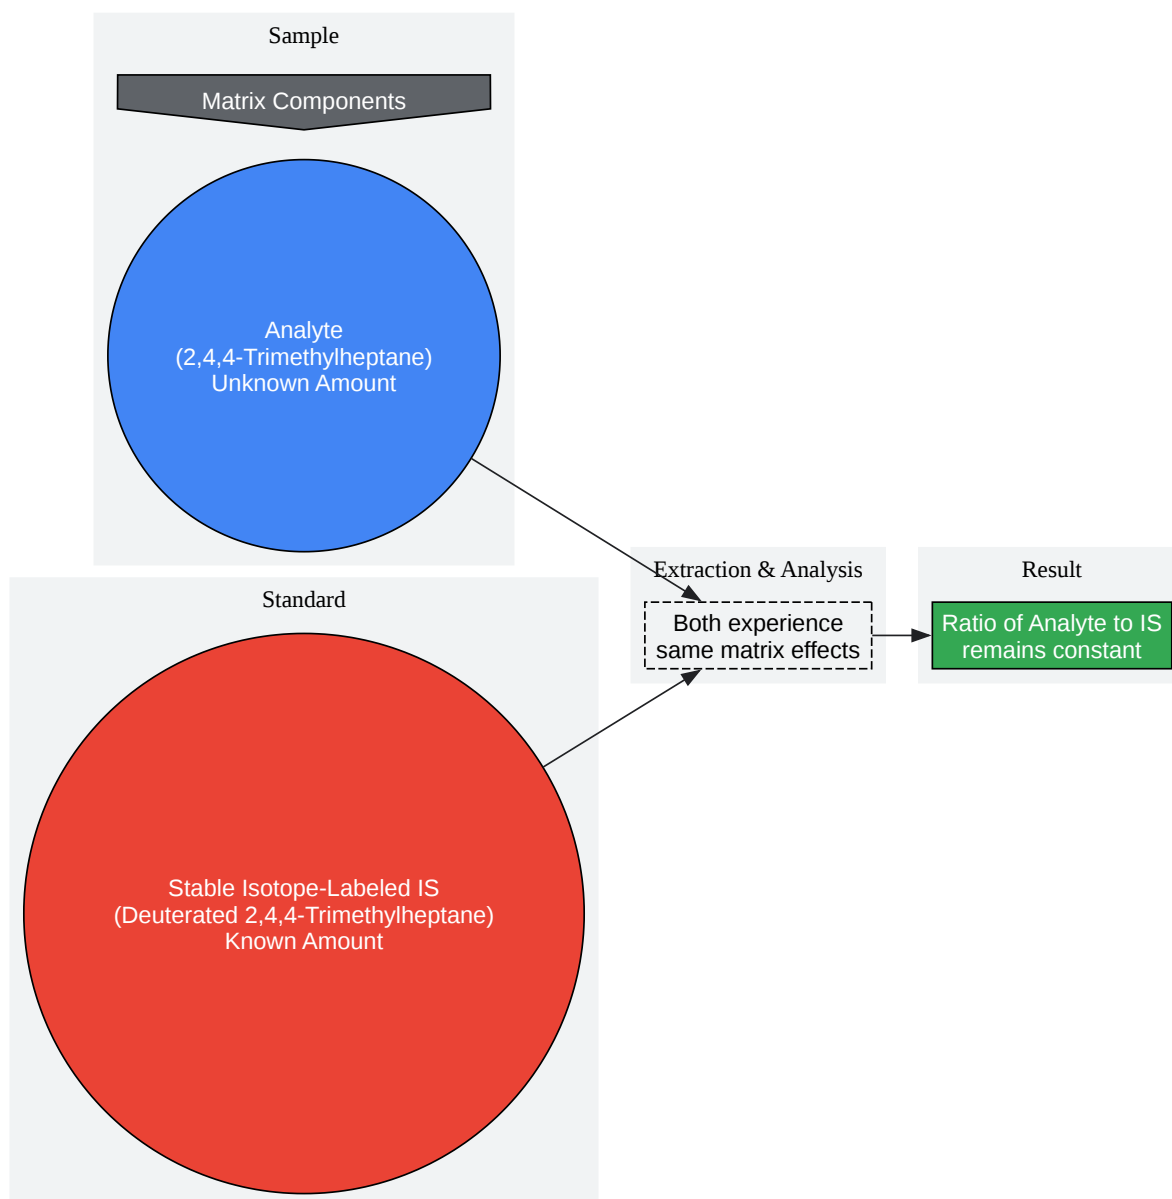 Sample
Matrix Components
Analyte
(2,4,4-Trimethylheptane)
Unknown Amount
Standard
Stable Isotope-Labeled IS
(Deuterated 2,4,4-Trimethylheptane)
Known Amount
Extraction & Analysis
Both experience
same matrix effects
Result
Ratio of Analyte to IS
remains constant